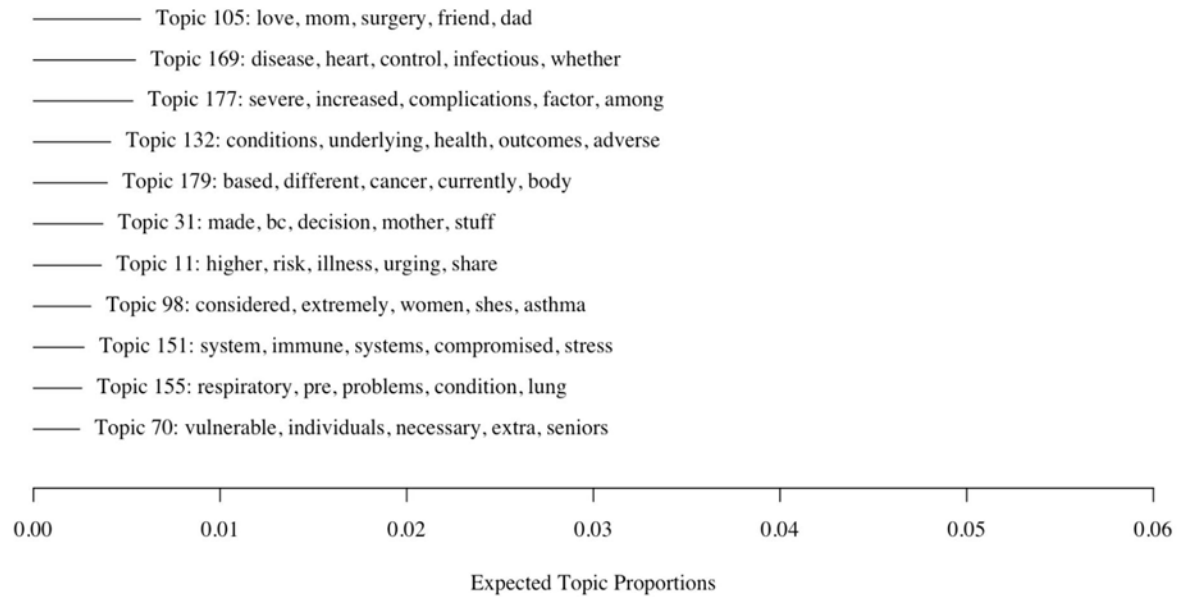 Topic 105: love, mom, surgery, friend, dad
Topic 169: disease, heart, control, infectious, whether
Topic 177: severe, increased, complications, factor, among
Topic 132: conditions, underlying, health, outcomes, adverse
Topic 179: based, different, cancer, currently, body
Topic 31: made, bc, decision, mother, stuff
Topic 11: higher, risk, illness, urging, share
Topic 98: considered, extremely, women, shes, asthma
Topic 151: system, immune, systems, compromised, stress
Topic 155: respiratory, pre, problems, condition, lung
Topic 70: vulnerable, individuals, necessary, extra, seniors
0.00 0.01 0.02 0.03 0.04 0.05 0.06
Expected Topic Proportions